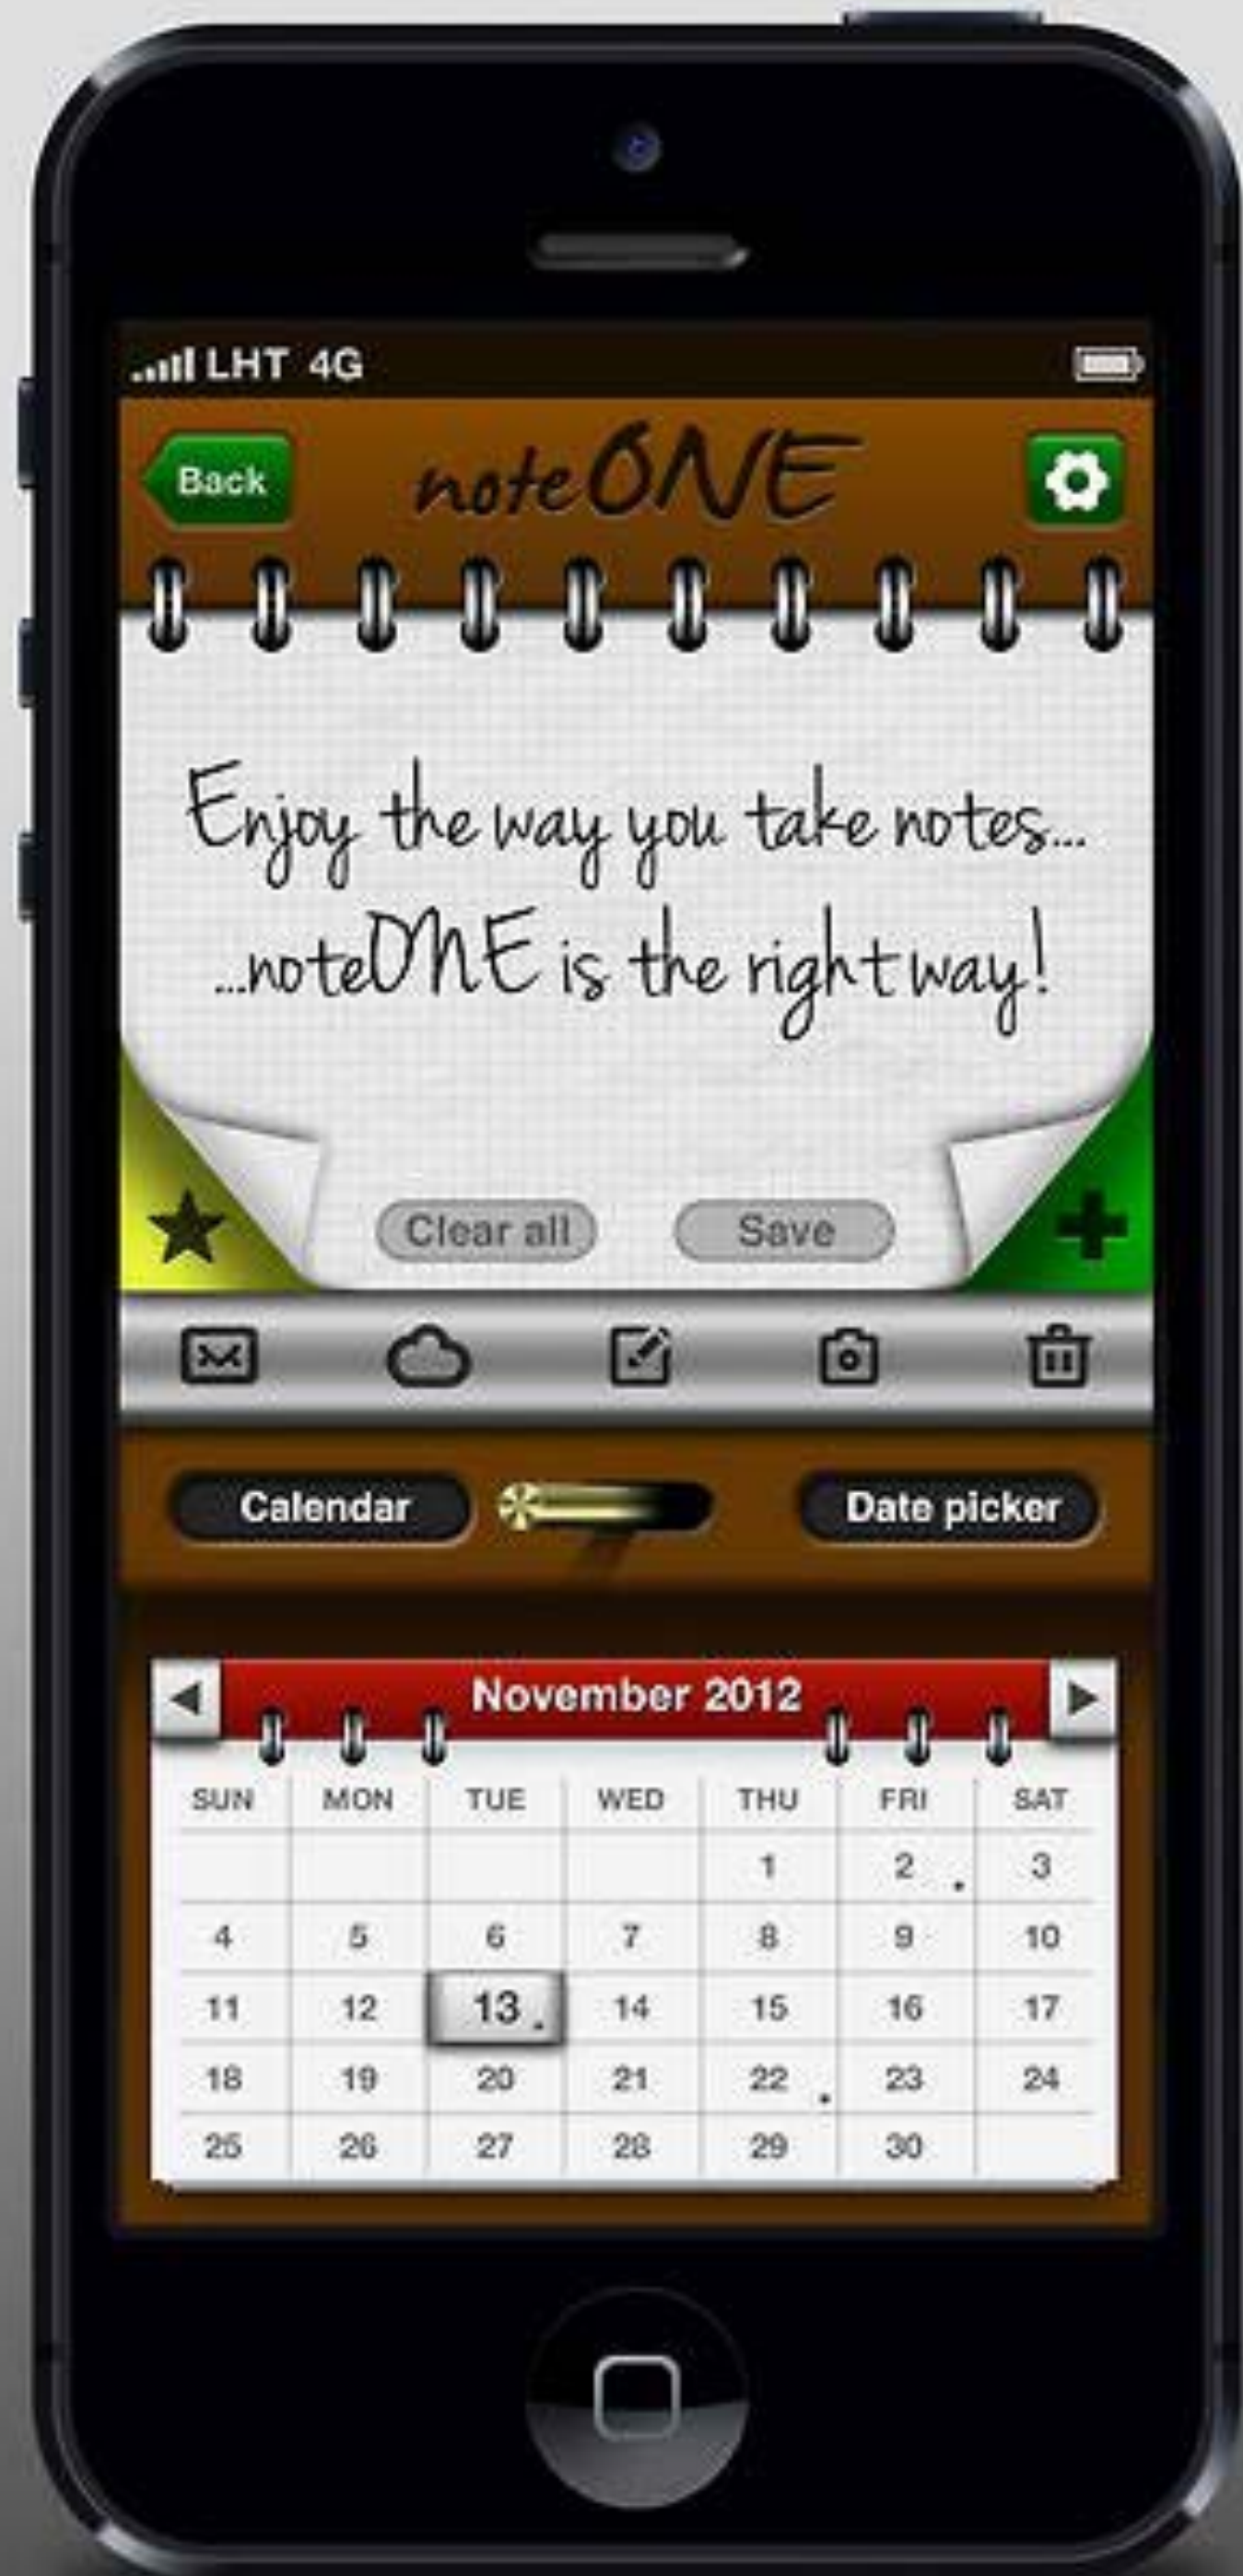 LHT 4G
Back noteONE
Enjoy the way you take notes...
...noteONE is the right way!
Clear all Save
Calendar Date picker
November 2012
SUN MON TUE WED THU FRI SAT
1 2 3
4 5 6 7 8 9 10
11 12 13 14 15 16 17
18 19 20 21 22 23 24
25 26 27 28 29 30